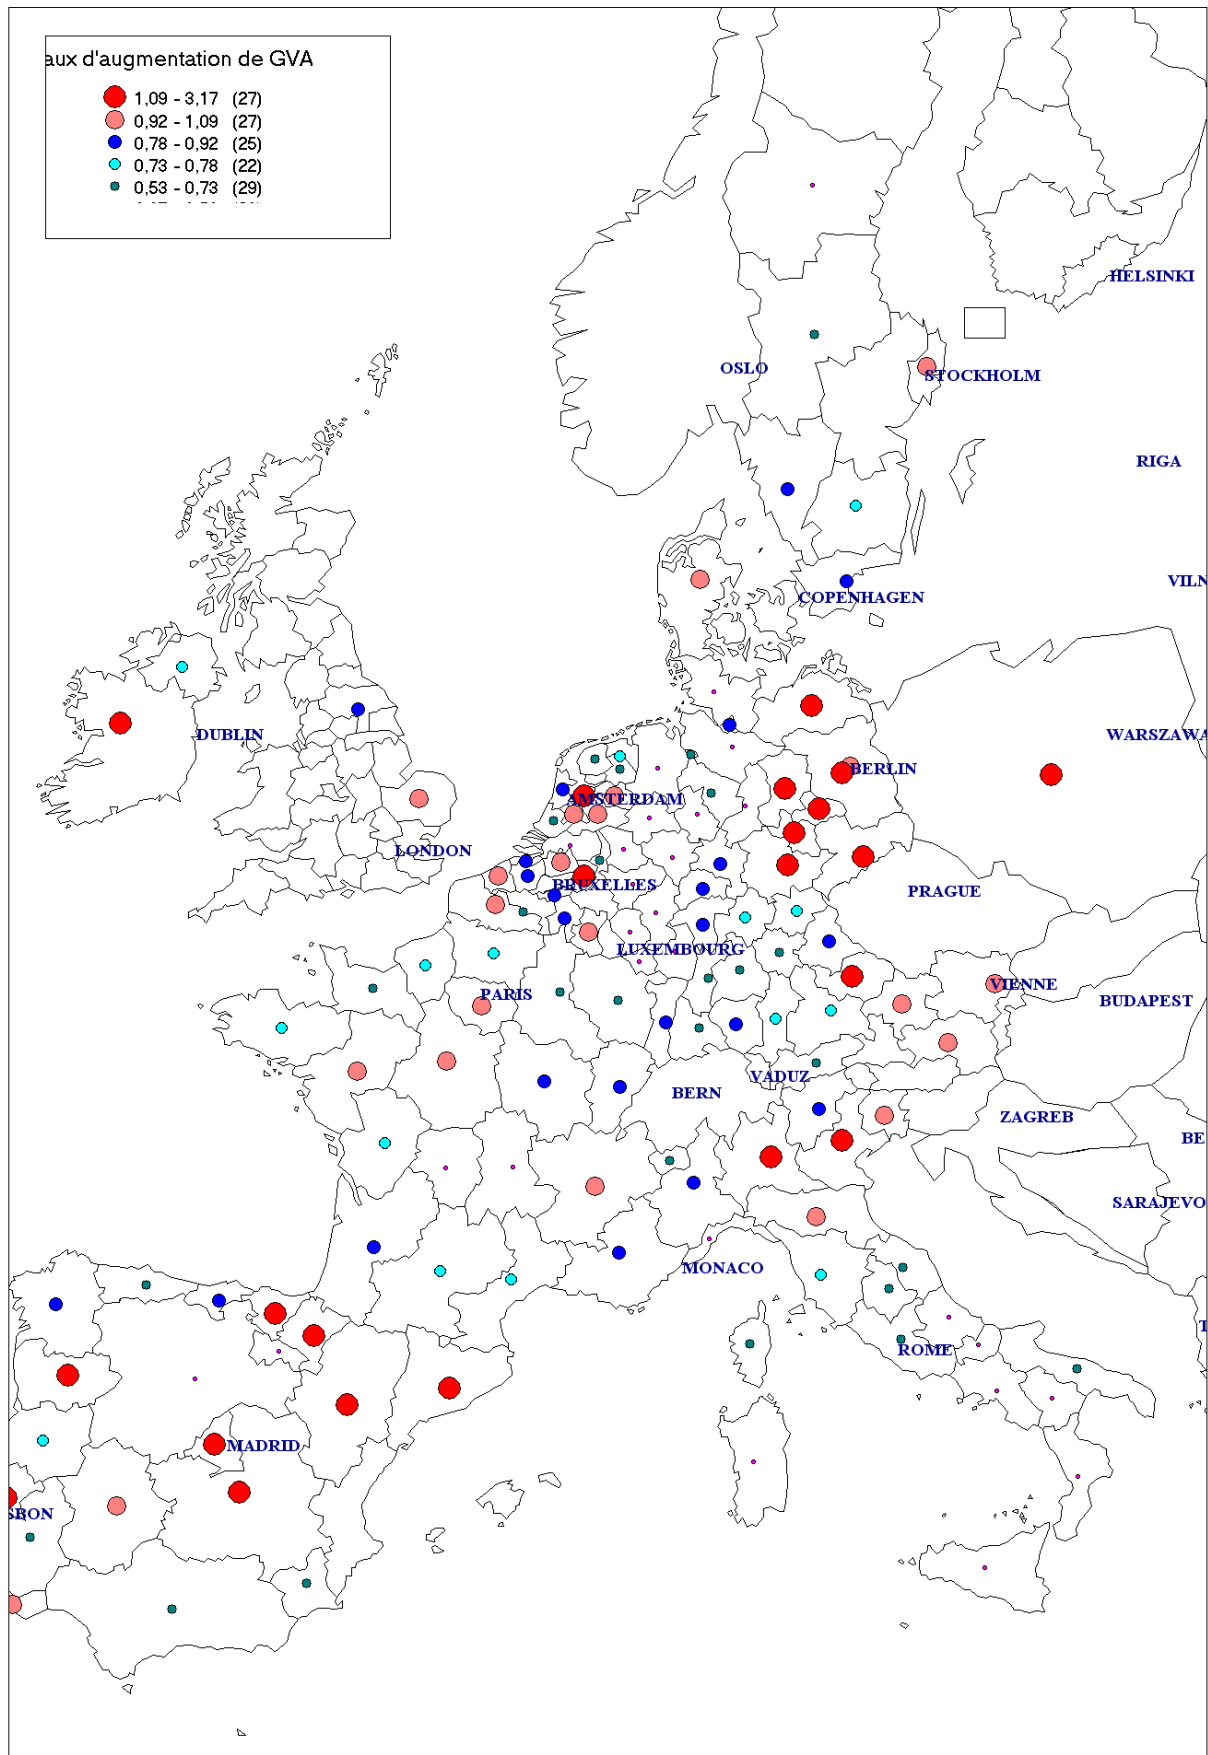 aux d'augmentation de GVA
1,09 - 3,17 (27)
0,92 - 1,09 (27)
0,78 - 0,92 (25)
0,73 - 0,78 (22)
0,53 - 0,73 (29)
HELSINKI
OSLO
STOCKHOLM
RIGA
VILN
COPENHAGEN
DUBLIN
WARSZAWA
BERLIN
AMSTERDAM
LONDON
BRUXELLES
PRAGUE
LUXEMBOURG
PARIS
VIENNE
BUDAPEST
VADUZ
BERN
ZAGREB
BE
SARAJEVO
MONACO
T
ROME
MADRID
SBON